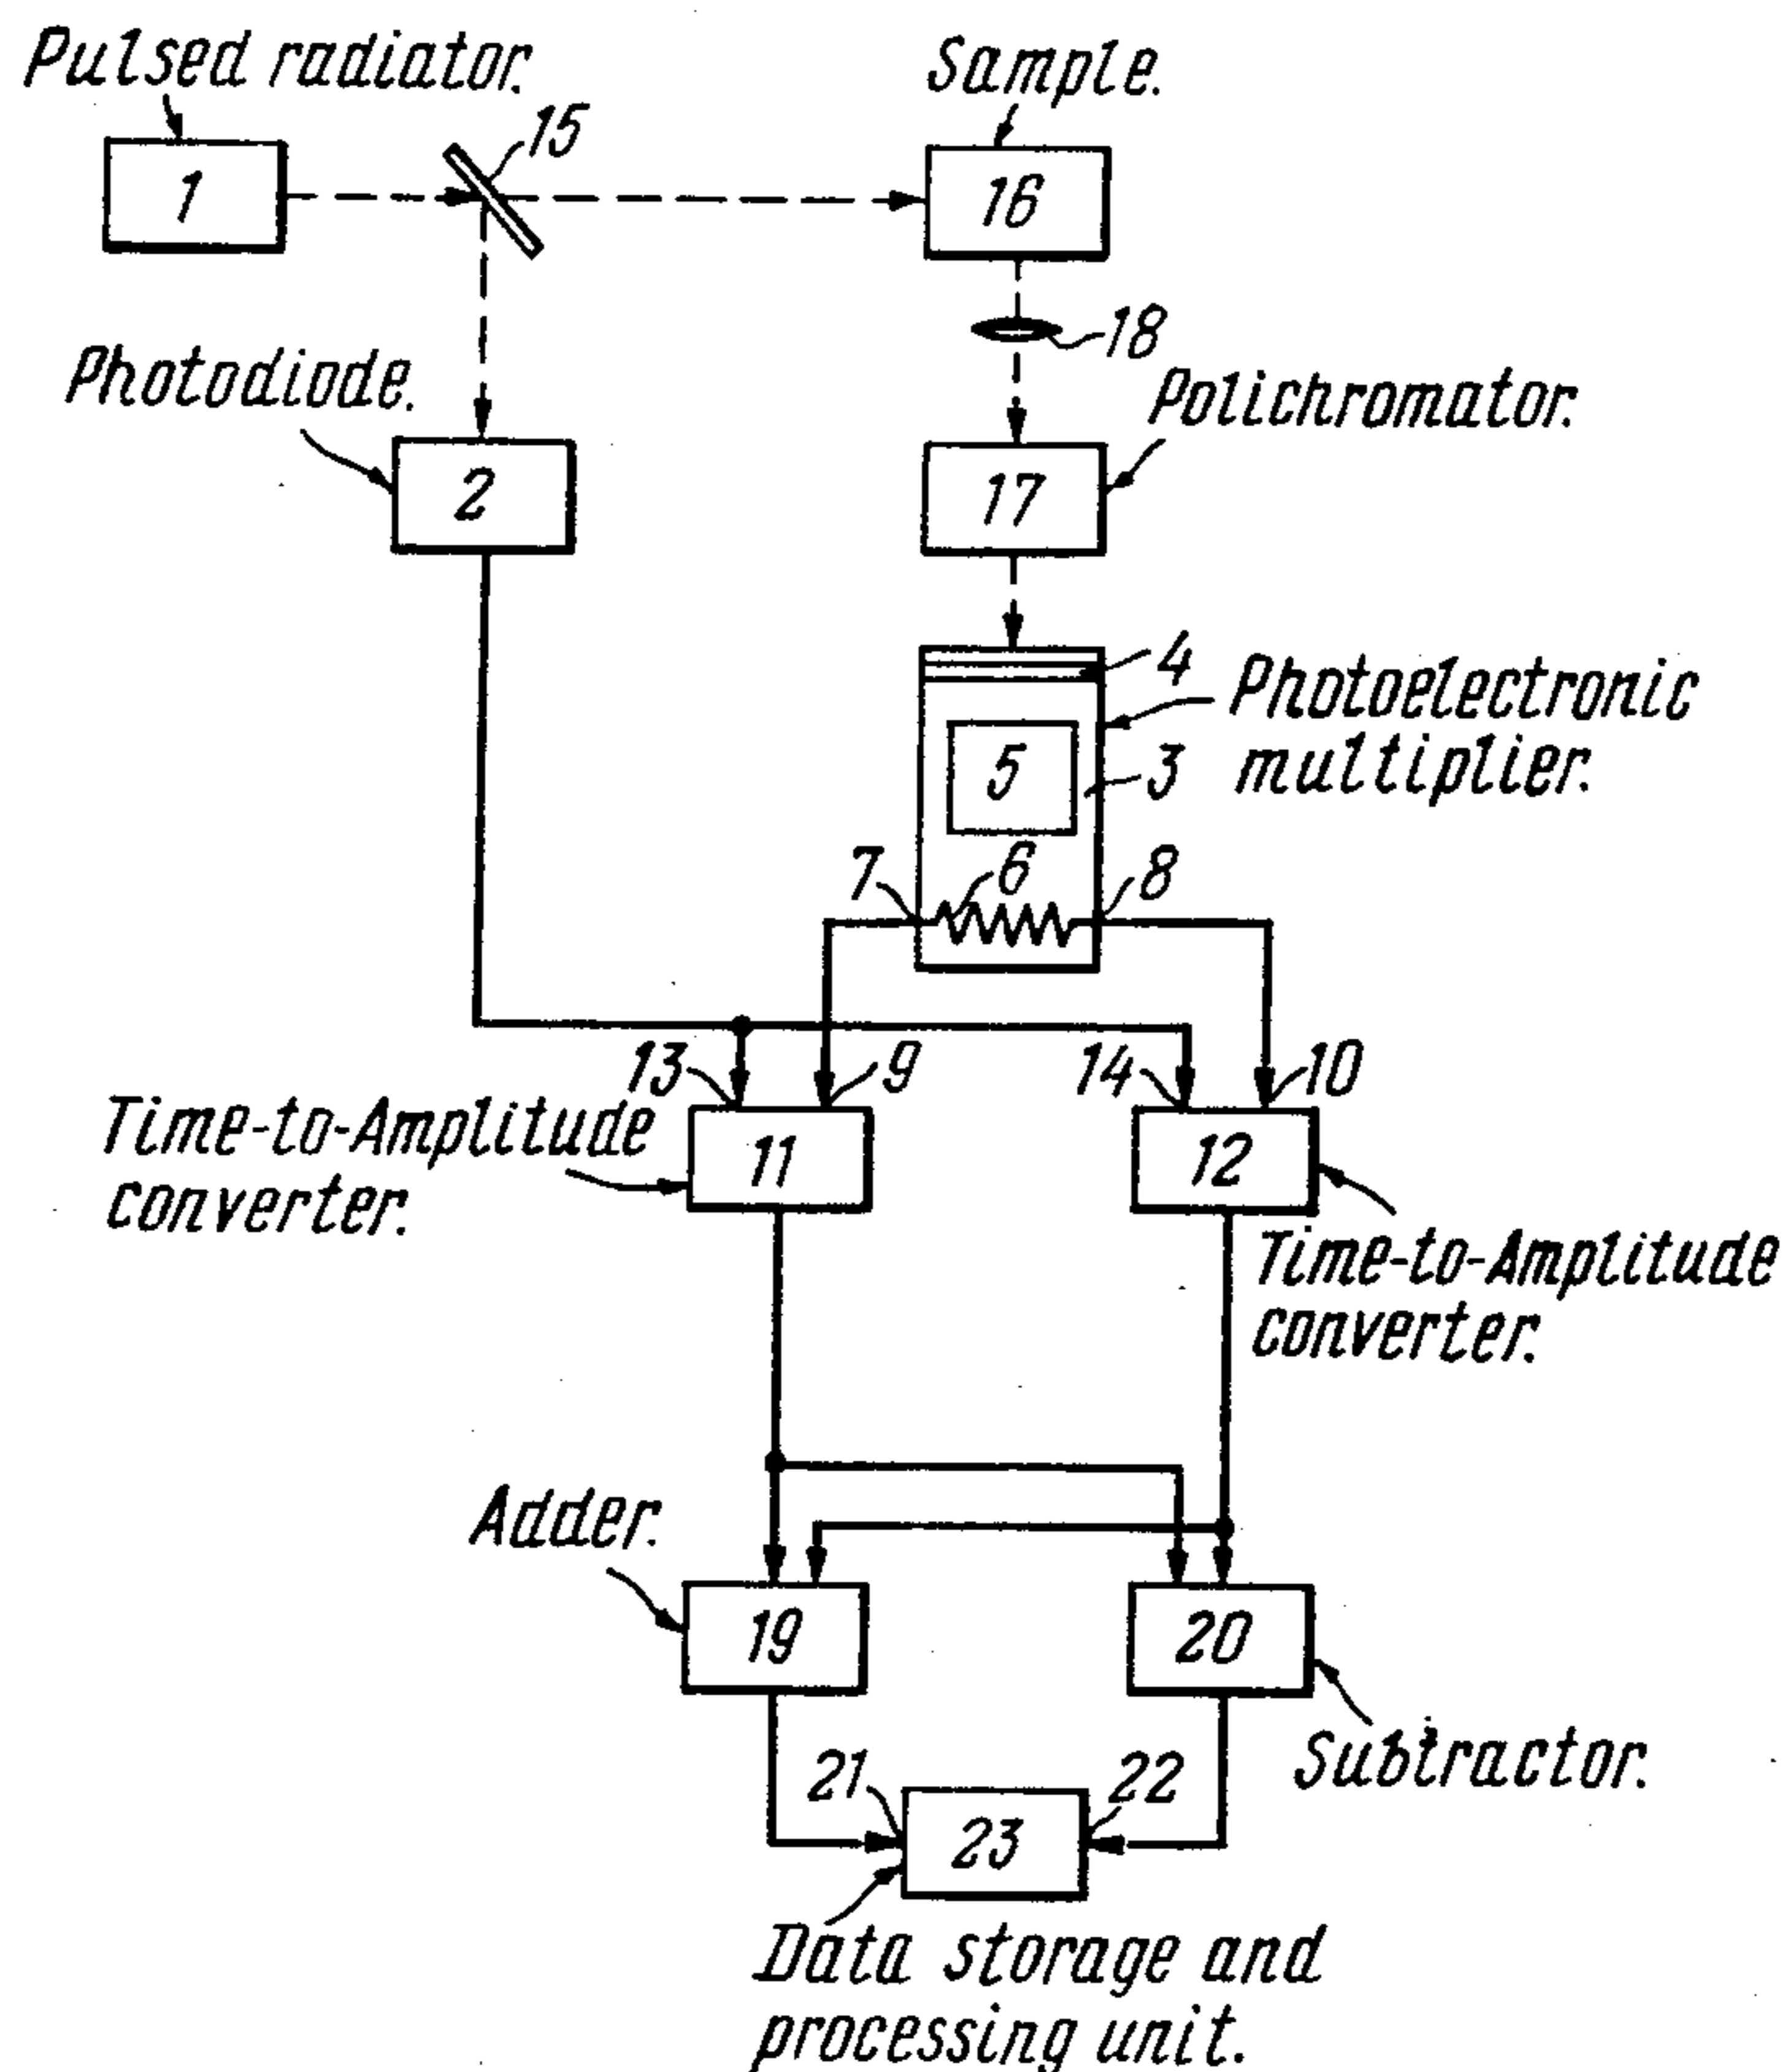 Pulsed radiator.
Sample.
15
1
16
18
Photodiode.
Polichromator.
2
17
4
Photoelectronic
multiplier.
5
3
7
6
8
13
9
14
10
Time-to-Amplitude
converter.
11
12
Time-to-Amplitude
converter.
Adder.
19
20
Subtractor.
21
22
23
Data storage and
processing unit.